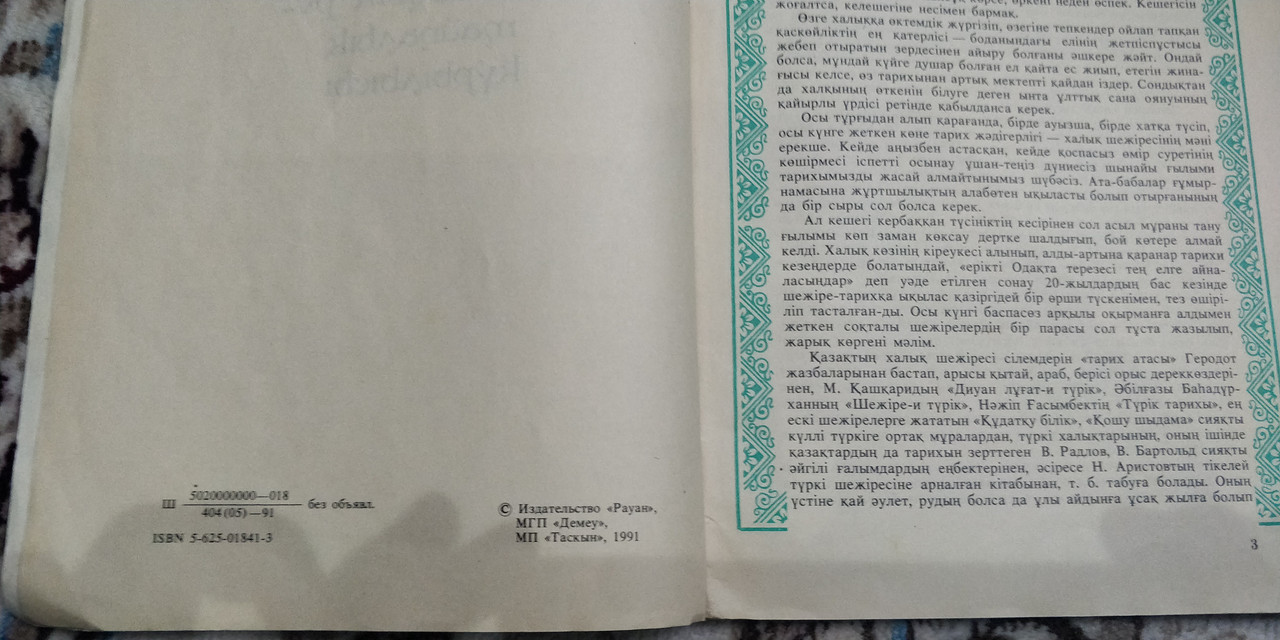 Ш 5020000000—018 без объявл.
404(05)—91
ISBN 5-625-01841-3
© Издательство «Рауан»,
МГП «Демеу»,
МП «Таскын», 1991
жоғалтса, келешегіне несімен бармақ.
Өзге халыққа өктемдік жүргізіп, өзегіне тепкендер ойлап тапқан
қаскөйліктің ең қатерлісі — боданындағы елінің жетпіспұстысы
жебеп отыратын зердесінен айыру болғаны әшкере жәйт. Ондай
болса, мұндай күйге душар болған ел қайта ес жиып, етегін жина-
ғысы келсе, өз тарихынан артық мектепті қайдан іздер. Сондықтан
да халқының өткенін білуге деген ынта ұлттық сана оянуының
қайырлы үрдісі ретінде қабылданса керек.
Осы тұрғыдан алып қарағанда, бірде ауызша, бірде хатқа түсіп,
осы күнге жеткен көне тарих жәдігерлігі — халық шежіресінің мәні
ерекше. Кейде аңызбен астасқан, кейде қоспасыз өмір суретінің
көшірмесі іспетті осынау ұшан-теңіз дүниесіз шынайы ғылыми
тарихымызды жасай алмайтынымыз шүбәсіз. Ата-бабалар ғұмыр-
намасына жұртшылықтың алабөтен ықыласты болып отырғанының
да бір сыры сол болса керек.
Ал кешегі кербаққан түсініктің кесірінен сол асыл мұраны тану
ғылымы көп заман көксау дертке шалдығып, бой көтере алмай
келді. Халық көзінің кіреукесі алынып, алды-артына қаранар тарихи
кезеңдерде болатындай, «ерікті Одақта терезесі тең елге айна-
ласыңдар» деп уәде етілген сонау 20-жылдардың бас кезінде
шежіре-тарихқа ықылас қазіргідей бір өрши түскенімен, тез өшірі-
ліп тасталған-ды. Осы күнгі баспасөз арқылы оқырманға алдымен
жеткен соқталы шежірелердің бір парасы сол тұста жазылып,
жарық көргені мәлім.
Қазақтың халық шежіресі сілемдерін «тарих атасы» Геродот
жазбаларынан бастап, арысы қытай, араб, берісі орыс дереккөздері-
нен, М. Қашқаридың «Диуан лұғат-и түрік», Әбілғазы Баһадүр-
ханның «Шежіре-и түрік», Нәжіп Ғасымбектің «Түрік тарихы», ең
ескі шежірелерге жататын «Құдатқу білік», «Қошу шыдама» сияқты
күллі түркіге ортақ мұралардан, түркі халықтарының, оның ішінде
қазақтардың да тарихын зерттеген В. Радлов, В. Бартольд сияқты
әйгілі ғалымдардың еңбектерінен, әсіресе Н. Аристовтың тікелей
түркі шежіресіне арналған кітабынан, т. б. табуға болады. Оның
үстіне қай әулет, рудың болса да ұлы айдынға ұсақ жылға болып
3